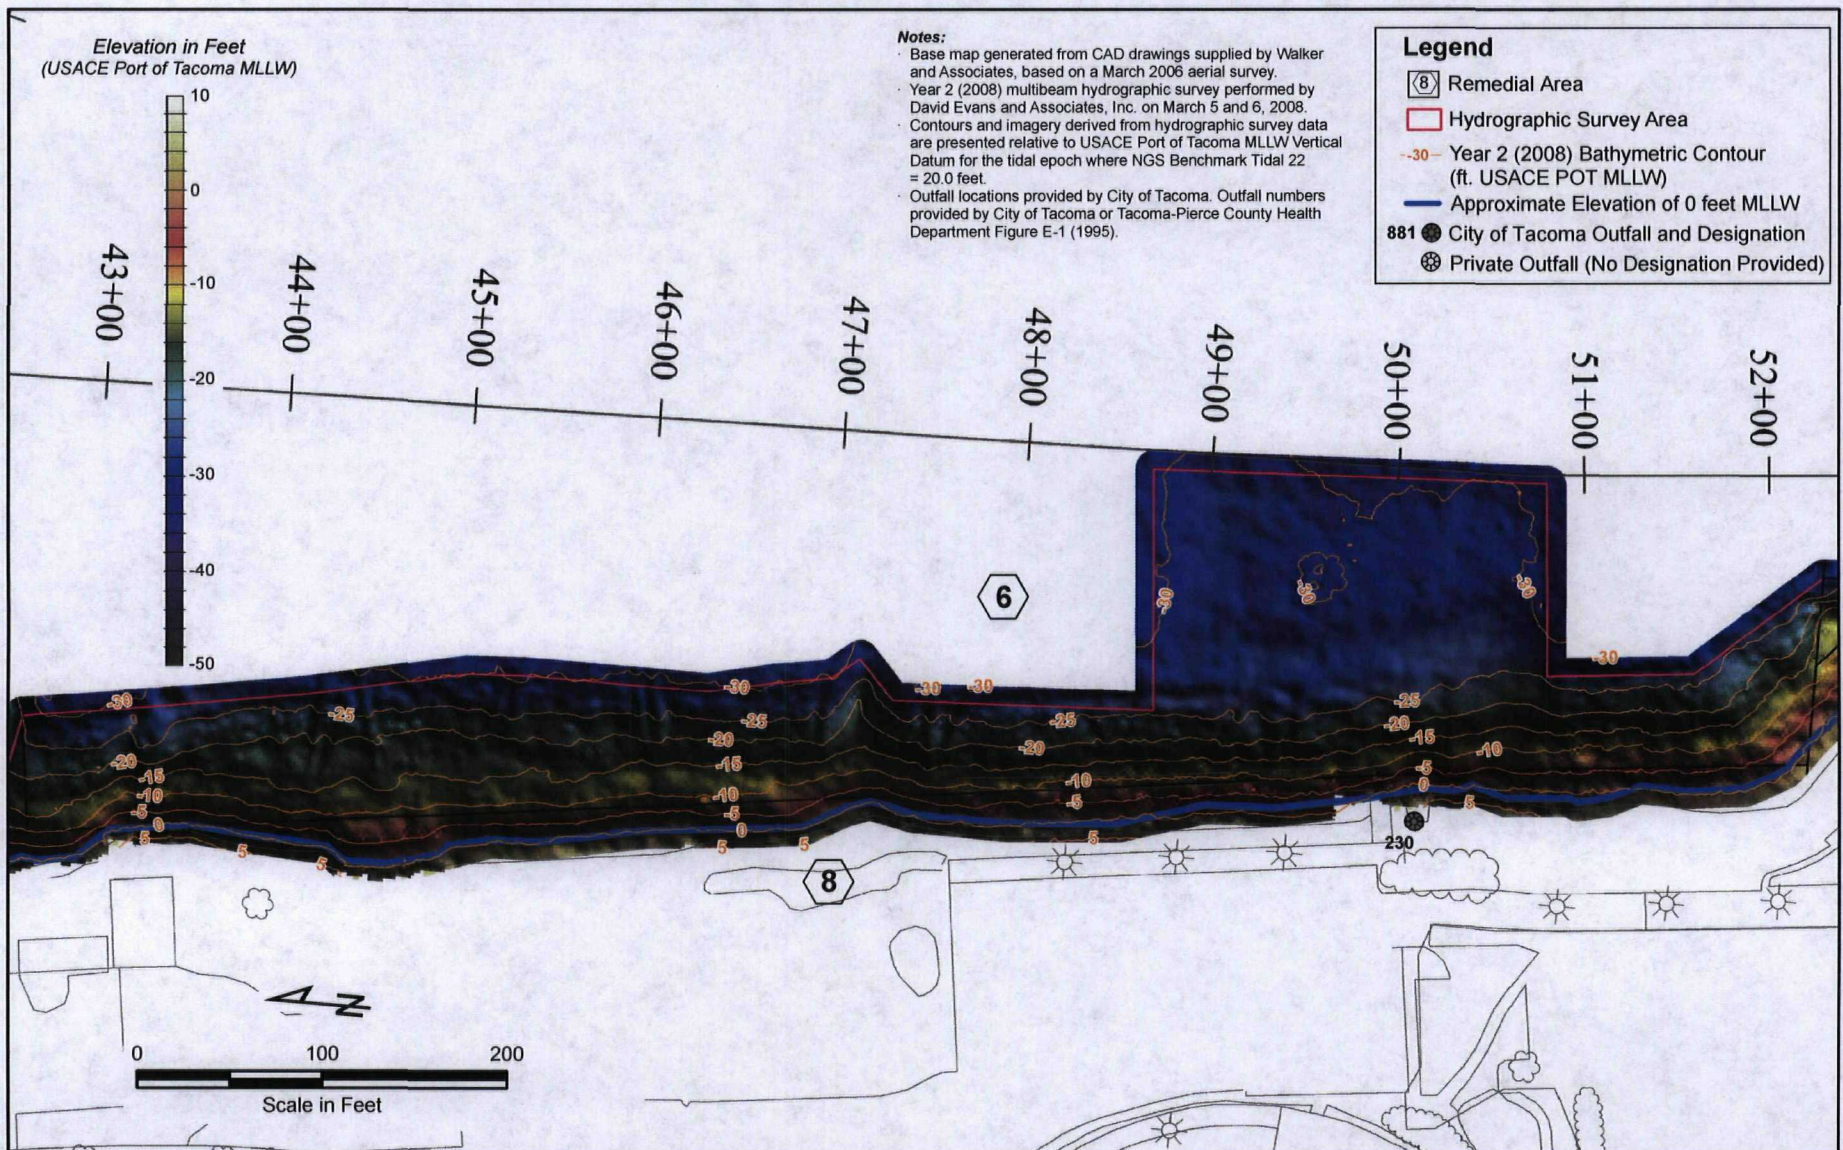 Elevation in Feet
(USACE Port of Tacoma MLLW)
10
0
-10
-20
-30
-40
-50
Notes:
· Base map generated from CAD drawings supplied by Walker
and Associates, based on a March 2006 aerial survey.
· Year 2 (2008) multibeam hydrographic survey performed by
David Evans and Associates, Inc. on March 5 and 6, 2008.
· Contours and imagery derived from hydrographic survey data
are presented relative to USACE Port of Tacoma MLLW Vertical
Datum for the tidal epoch where NGS Benchmark Tidal 22
= 20.0 feet.
· Outfall locations provided by City of Tacoma. Outfall numbers
provided by City of Tacoma or Tacoma-Pierce County Health
Department Figure E-1 (1995).
Legend
8 Remedial Area
Hydrographic Survey Area
-30 Year 2 (2008) Bathymetric Contour
(ft. USACE POT MLLW)
Approximate Elevation of 0 feet MLLW
881 City of Tacoma Outfall and Designation
Private Outfall (No Designation Provided)
43+00
44+00
45+00
46+00
47+00
48+00
49+00
50+00
51+00
52+00
6
-30
-30
-30
-30
-30
-30
-30
-30
-25
-25
-25
-25
-20
-20
-20
-20
-15
-15
-15
-10
-10
-10
-10
-5
-5
-5
-5
0
0
0
5
5
5
5
5
5
5
230
8
N
0
100
200
Scale in Feet